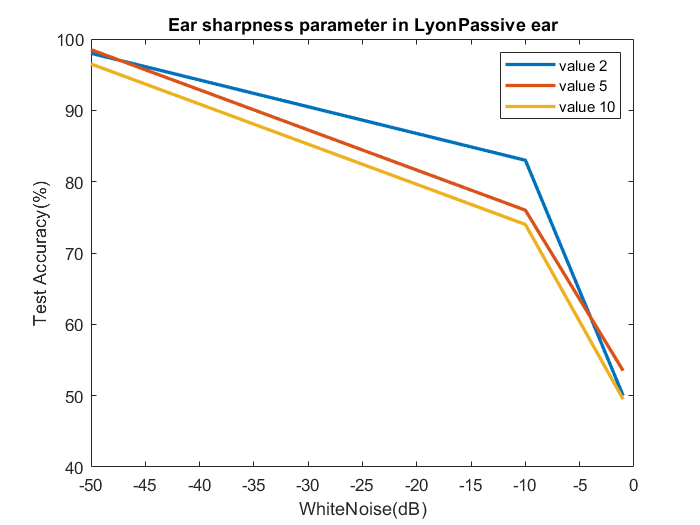 Ear sharpness parameter in LyonPassive ear
value 2
value 5
value 10
Test Accuracy(%)
100
90
80
70
60
50
40
-50 -45 -40 -35 -30 -25 -20 -15 -10 -5 0
WhiteNoise(dB)